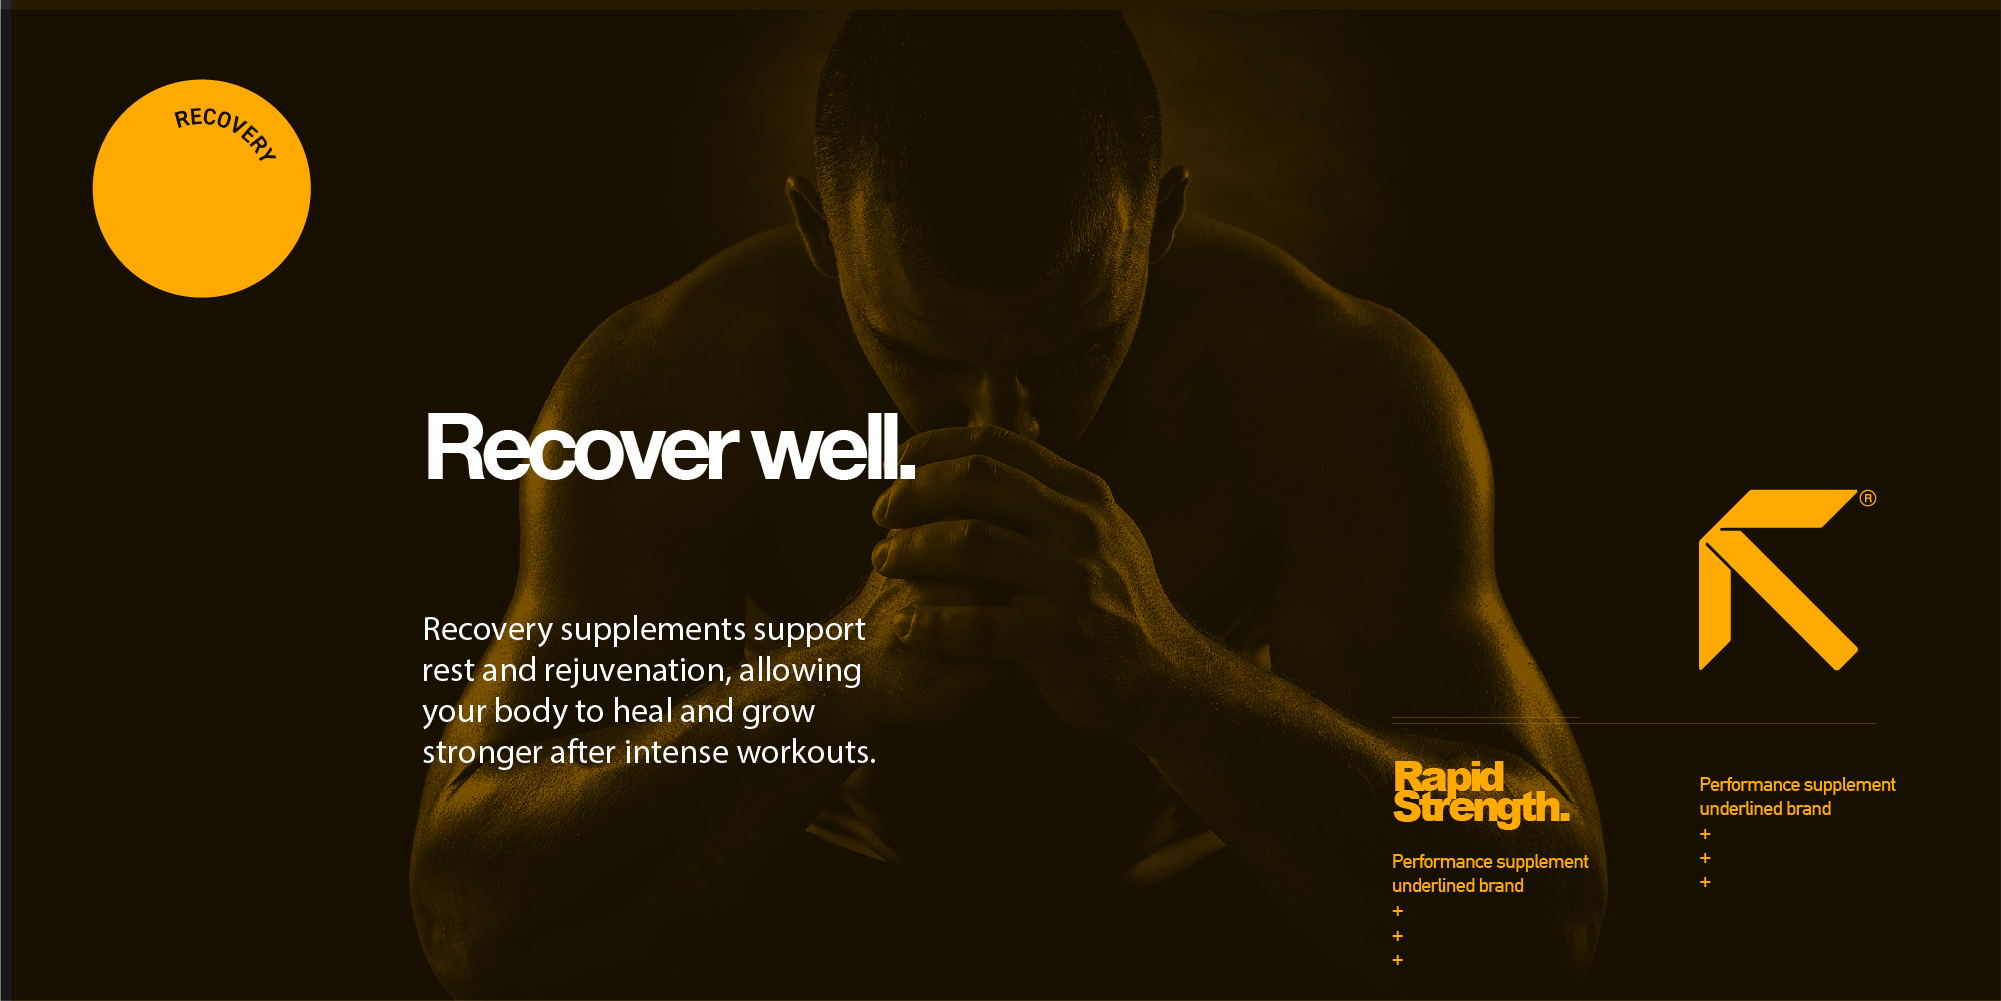 RECOVERY
Recover well.
Recovery supplements support
rest and rejuvenation, allowing
your body to heal and grow
stronger after intense workouts.
®
Rapid
Strength.
Performance supplement
underlined brand
+
+
+
Performance supplement
underlined brand
+
+
+